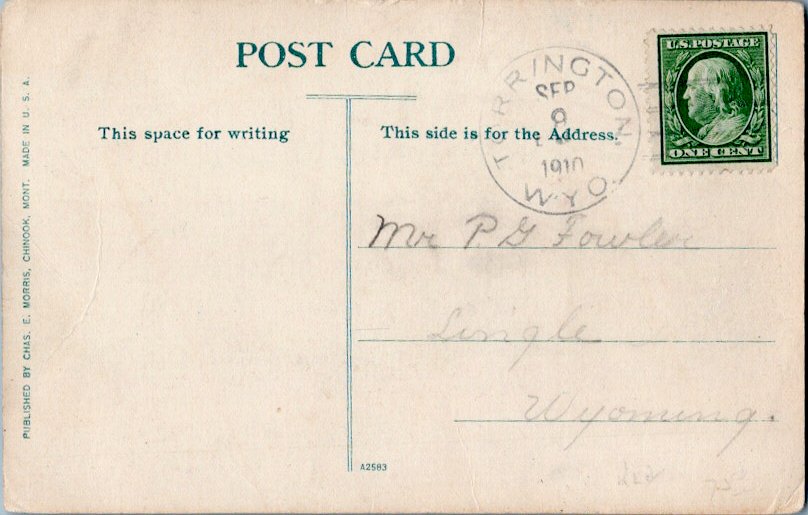 POST CARD
This space for writing
This side is for the Address.
TORRINGTON,
SEP
1910
WYO.
U.S. POSTAGE
ONE CENT
Mr P. G Fowler
Lingle
Wyoming.
A2583
PUBLISHED BY CHAS. E. MORRIS, CHINOOK, MONT. MADE IN U. S. A.